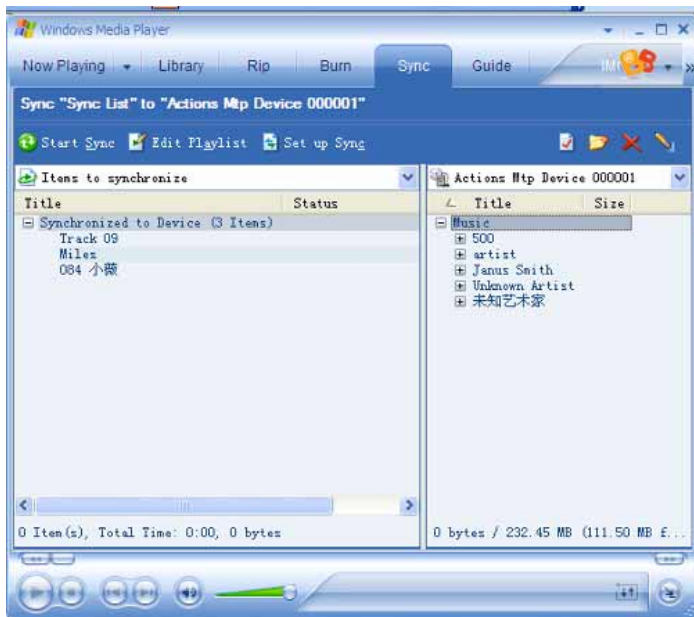 Windows Media Player
Now Playing Library Rip Burn Sync Guide
Sync "Sync List" to "Actions Mtp Device 000001"
Start Sync Edit Playlist Set up Sync
Items to synchronize
Title Status
Synchronized to Device (3 Items)
Track 09
Miles
084 小薇
0 Item(s), Total Time: 0:00, 0 bytes
Actions Mtp Device 000001
Title Size
Music
500
artist
Janus Smith
Unknown Artist
未知艺术家
0 bytes / 232.45 MB (111.50 MB f...